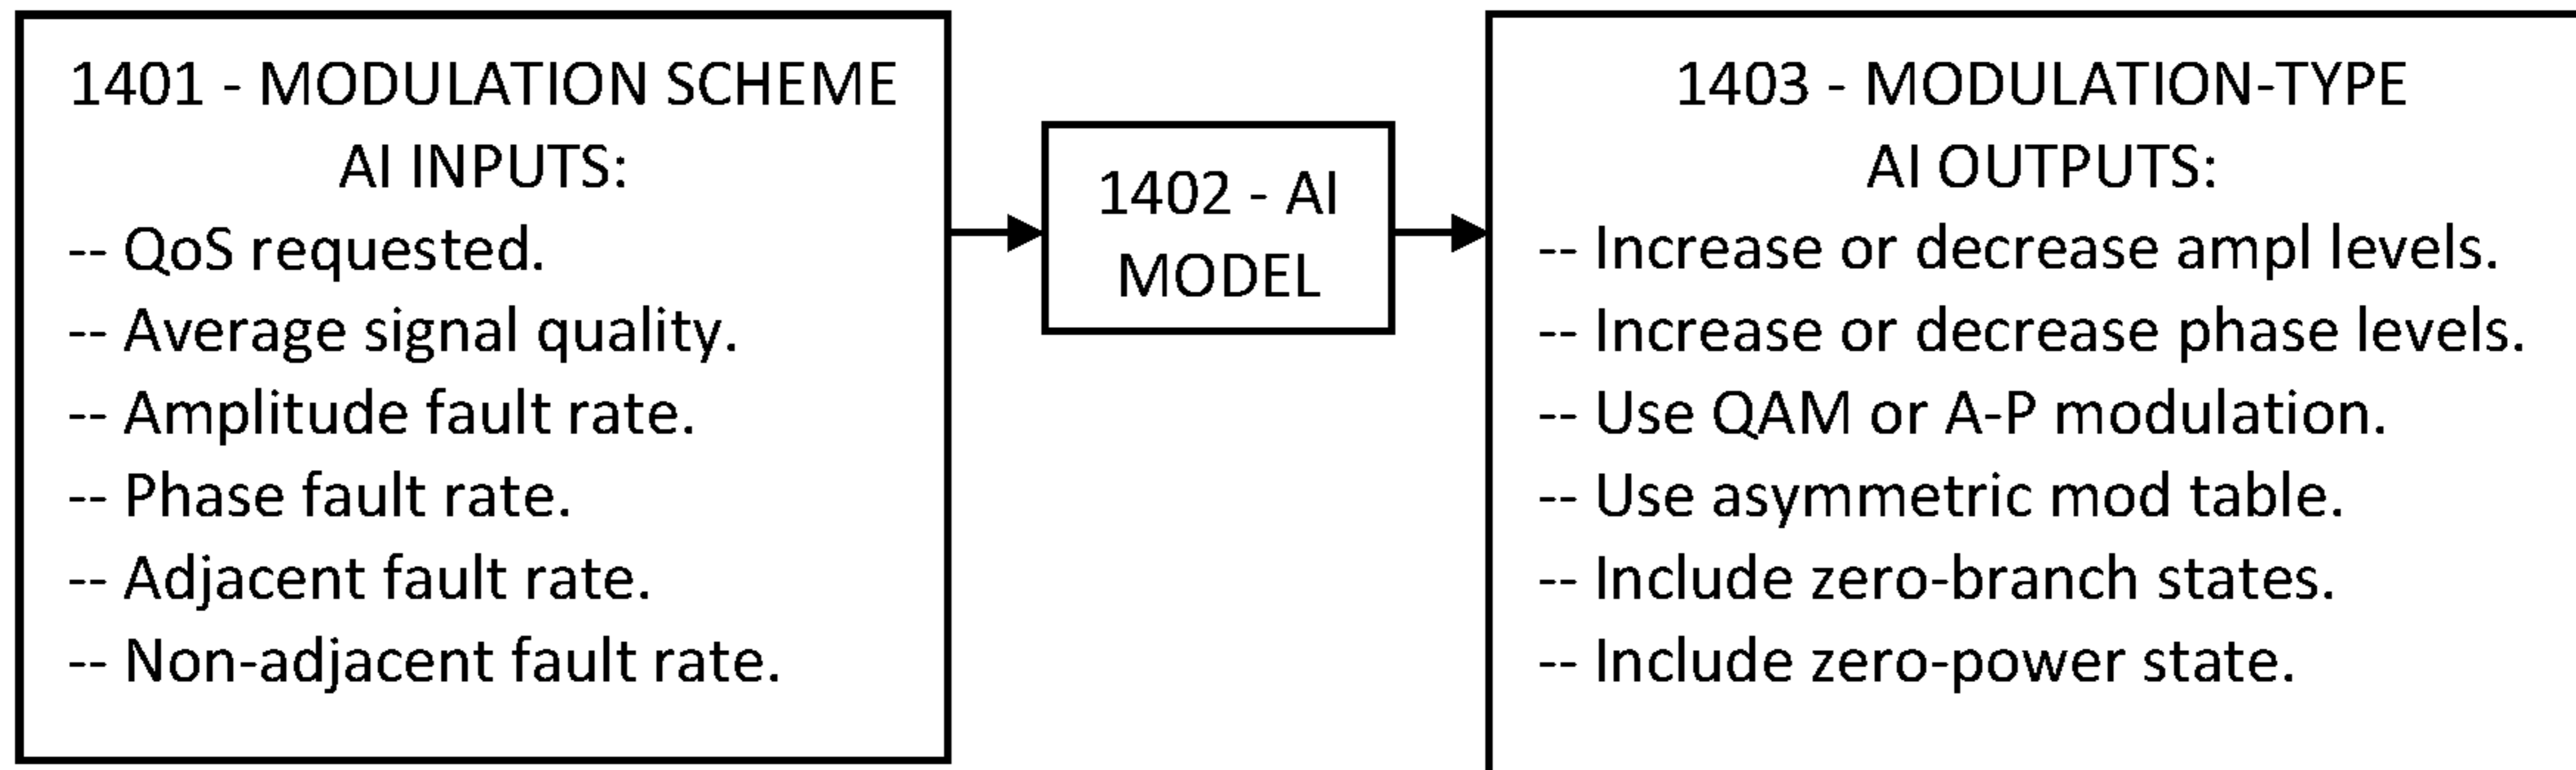 1401 - MODULATION SCHEME
AI INPUTS:
-- QoS requested.
-- Average signal quality.
-- Amplitude fault rate.
-- Phase fault rate.
-- Adjacent fault rate.
-- Non-adjacent fault rate.
1402 - AI
MODEL
1403 - MODULATION-TYPE
AI OUTPUTS:
-- Increase or decrease ampl levels.
-- Increase or decrease phase levels.
-- Use QAM or A-P modulation.
-- Use asymmetric mod table.
-- Include zero-branch states.
-- Include zero-power state.